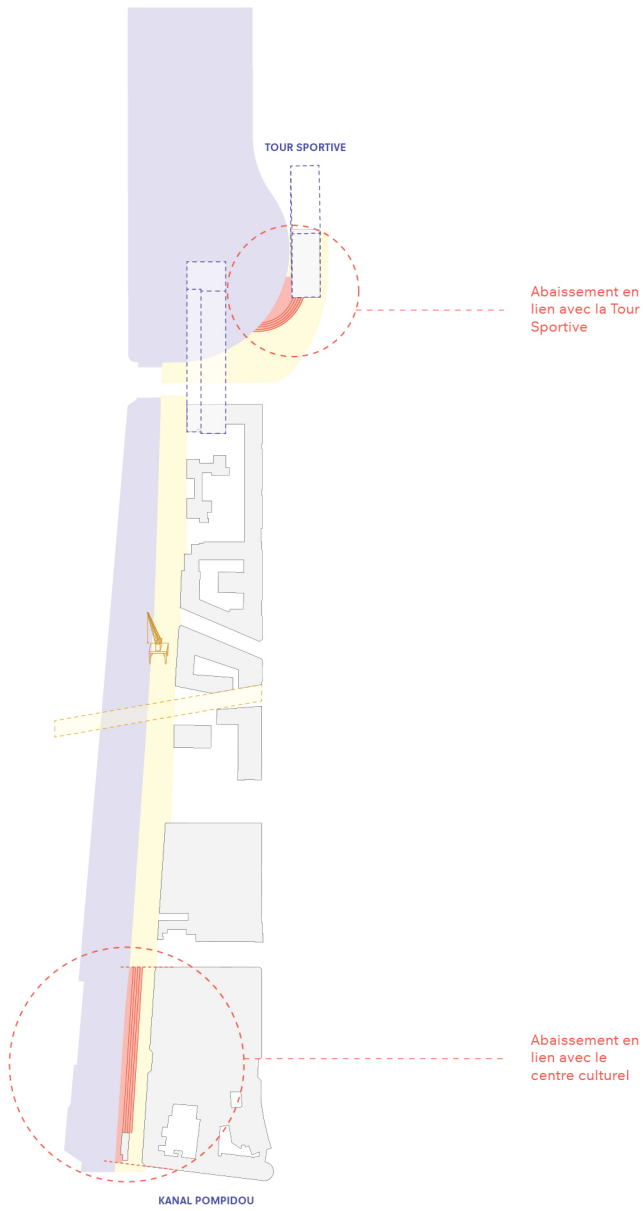 TOUR SPORTIVE
Abaissement en
lien avec la Tour
Sportive
Abaissement en
lien avec le
centre culturel
KANAL POMPIDOU